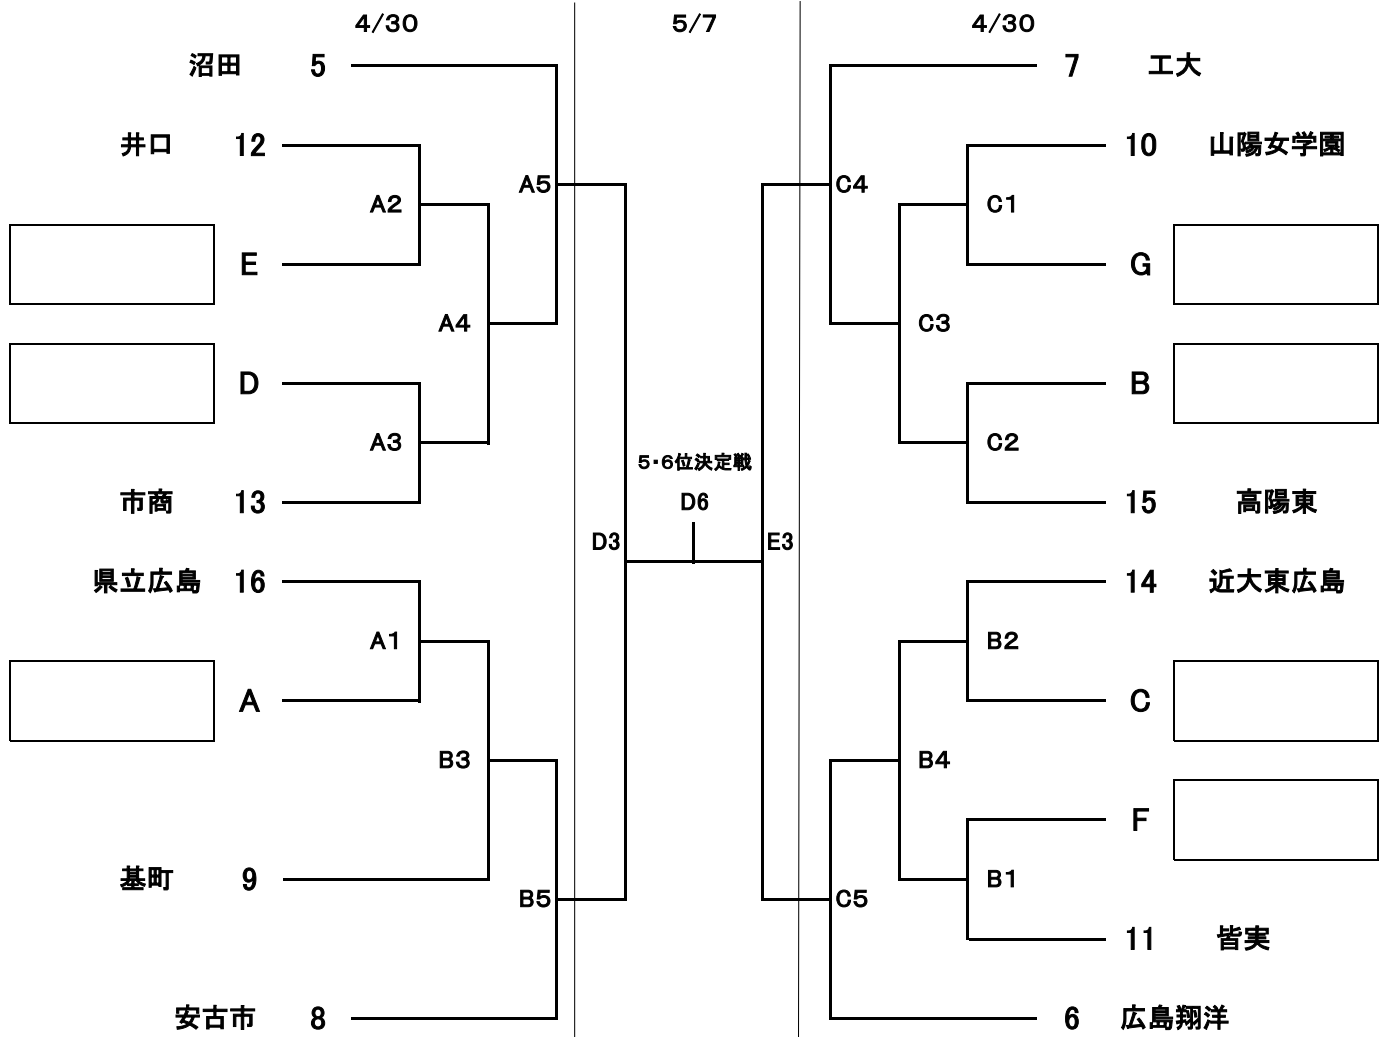 4/30 5/7 4/30
沼田 5 7 工大
井口 12 10 山陽女学園
A5 C4
A2 C1
E G
A4 C3
D B
A3 C2
5・6位決定戦
市商 13 D6 15 高陽東
D3 E3
県立広島 16 14 近大東広島
A1 B2
A C
B3 B4
F
基町 9 B1
B5 C5
11 皆実
安古市 8 6 広島翔洋